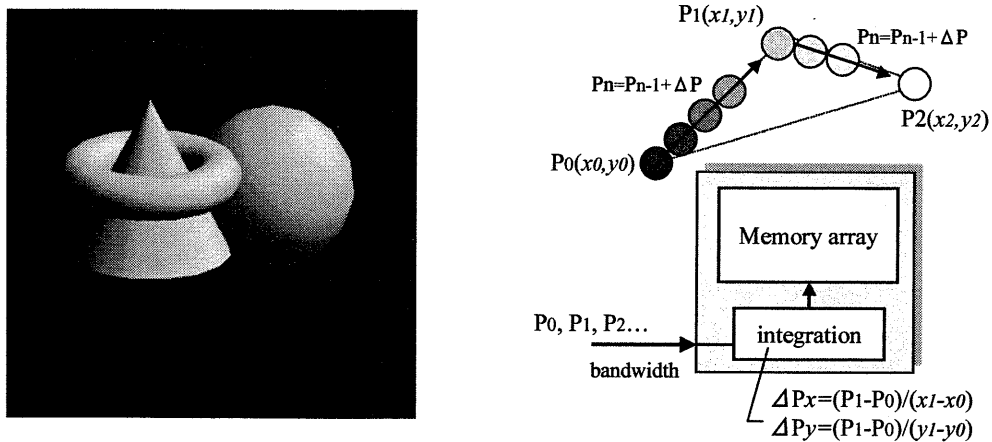 P1(x1,y1)
Pn=Pn-1+ΔP
Pn=Pn-1+ΔP
P2(x2,y2)
P0(x0,y0)
Memory array
P0, P1, P2...
integration
bandwidth
ΔPx=(P1-P0)/(x1-x0)
ΔPy=(P1-P0)/(y1-y0)